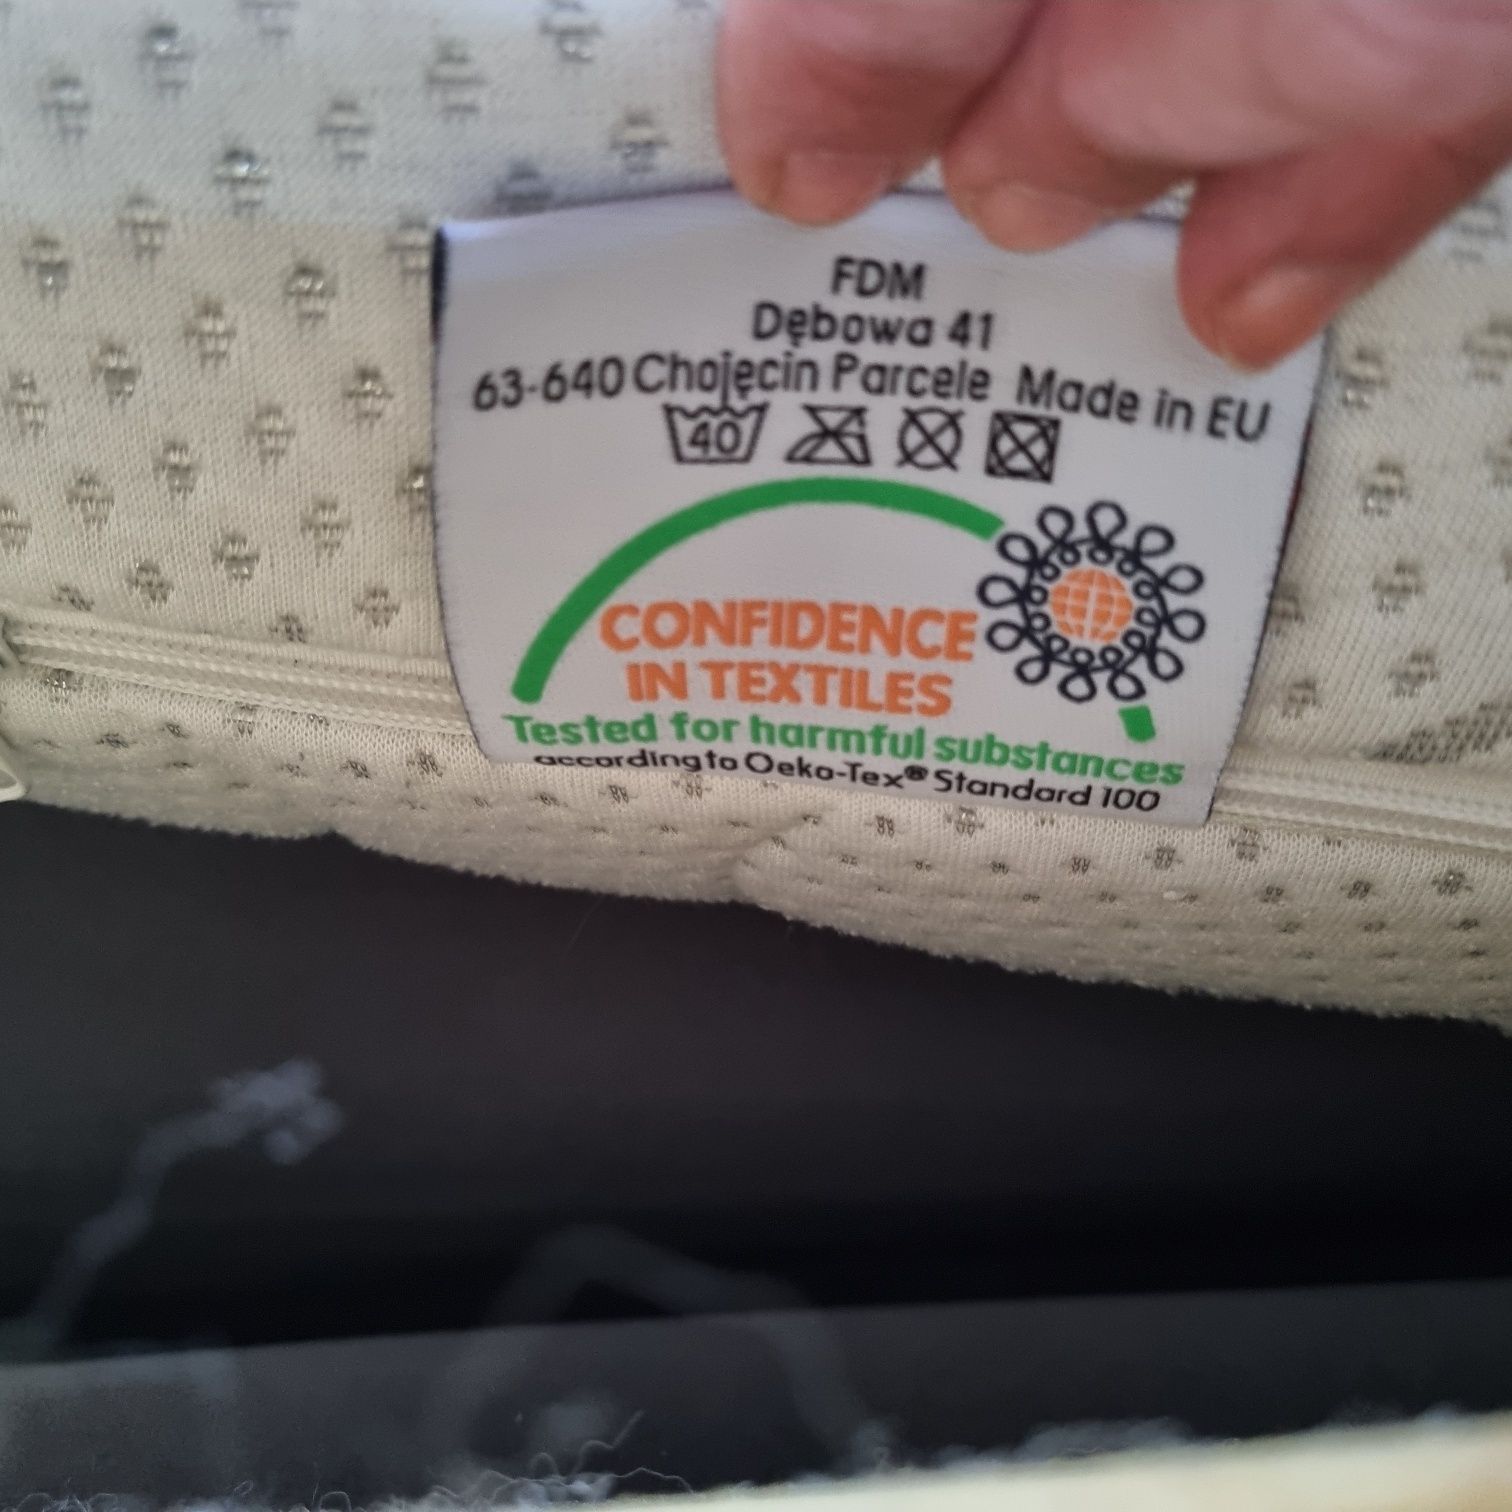 FDM
Dębowa 41
63-640 Chojęcin Parcele Made in EU
40
CONFIDENCE
IN TEXTILES
Tested for harmful substances
according to Oeko-Tex® Standard 100